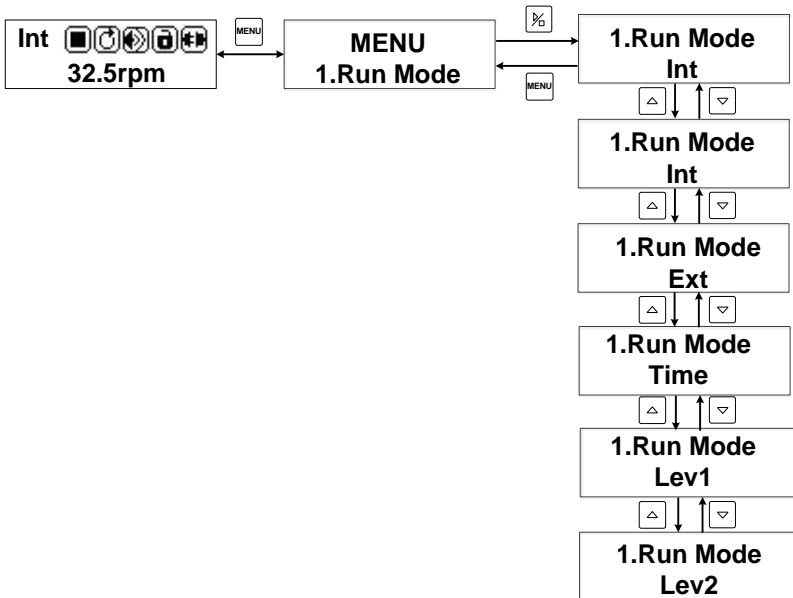 Int
32.5rpm
MENU
MENU
1.Run Mode
MENU
1.Run Mode
Int
1.Run Mode
Int
1.Run Mode
Ext
1.Run Mode
Time
1.Run Mode
Lev1
1.Run Mode
Lev2